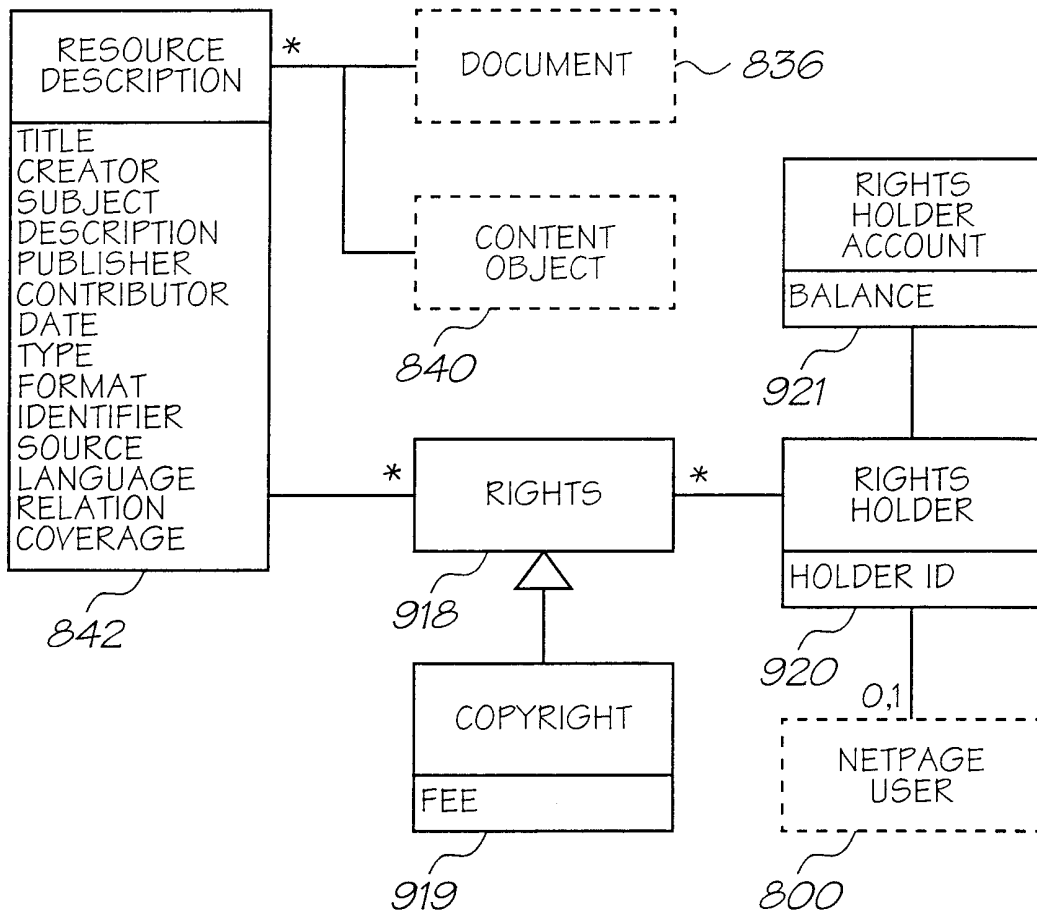 RESOURCE
DESCRIPTION
TITLE
CREATOR
SUBJECT
DESCRIPTION
PUBLISHER
CONTRIBUTOR
DATE
TYPE
FORMAT
IDENTIFIER
SOURCE
LANGUAGE
RELATION
COVERAGE
842
*
DOCUMENT
836
CONTENT
OBJECT
840
*
RIGHTS
*
918
COPYRIGHT
FEE
919
RIGHTS
HOLDER
ACCOUNT
BALANCE
921
RIGHTS
HOLDER
HOLDER ID
920
0,1
NETPAGE
USER
800